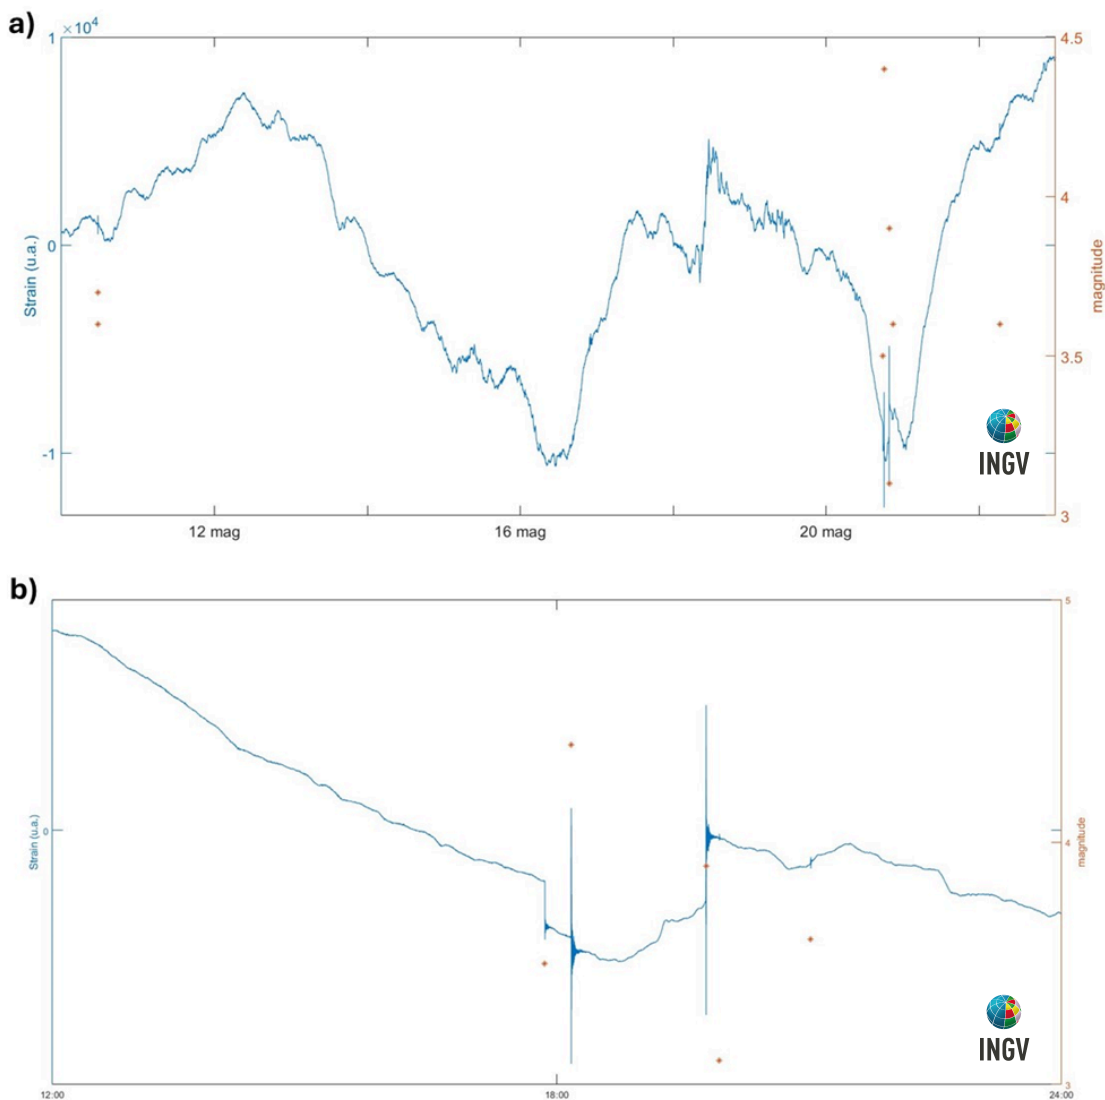 a)
×10⁴
1
0
-1
Strain (u.a.)
12 mag
16 mag
20 mag
4.5
4
3.5
3
magnitude
INGV
b)
0
Strain (u.a.)
12:00
18:00
24:00
5
4
3
magnitude
INGV